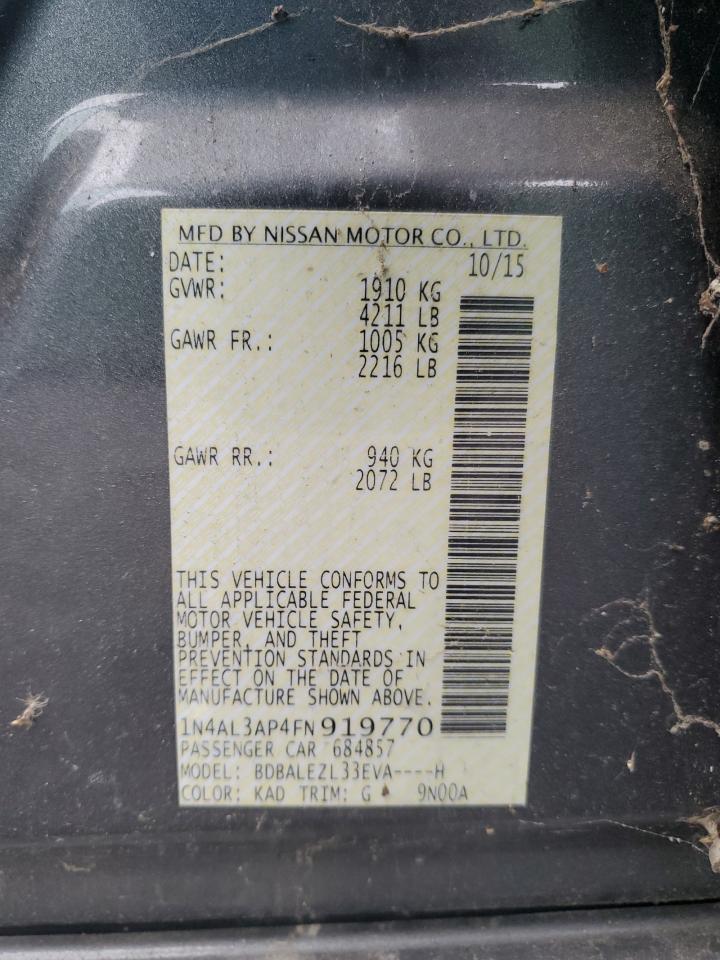 MFD BY NISSAN MOTOR CO., LTD.
DATE: 10/15
GVWR: 1910 KG
4211 LB
GAWR FR.: 1005 KG
2216 LB
GAWR RR.: 940 KG
2072 LB
THIS VEHICLE CONFORMS TO
ALL APPLICABLE FEDERAL
MOTOR VEHICLE SAFETY,
BUMPER, AND THEFT
PREVENTION STANDARDS IN
EFFECT ON THE DATE OF
MANUFACTURE SHOWN ABOVE.
1N4AL3AP4FN919770
PASSENGER CAR 684857
MODEL: BDBALEZL33EVA----H
COLOR: KAD TRIM: G 9N00A